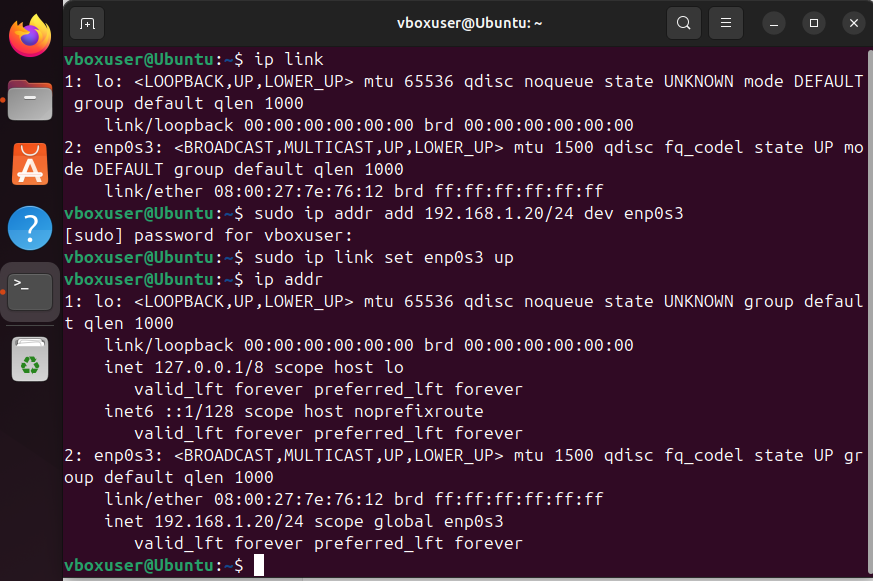 vboxuser@Ubuntu: ~
vboxuser@Ubuntu:~$ ip link
1: lo: <LOOPBACK,UP,LOWER_UP> mtu 65536 qdisc noqueue state UNKNOWN mode DEFAULT
 group default qlen 1000
    link/loopback 00:00:00:00:00:00 brd 00:00:00:00:00:00
2: enp0s3: <BROADCAST,MULTICAST,UP,LOWER_UP> mtu 1500 qdisc fq_codel state UP mo
de DEFAULT group default qlen 1000
    link/ether 08:00:27:7e:76:12 brd ff:ff:ff:ff:ff:ff
vboxuser@Ubuntu:~$ sudo ip addr add 192.168.1.20/24 dev enp0s3
[sudo] password for vboxuser:
vboxuser@Ubuntu:~$ sudo ip link set enp0s3 up
vboxuser@Ubuntu:~$ ip addr
1: lo: <LOOPBACK,UP,LOWER_UP> mtu 65536 qdisc noqueue state UNKNOWN group defaul
t qlen 1000
    link/loopback 00:00:00:00:00:00 brd 00:00:00:00:00:00
    inet 127.0.0.1/8 scope host lo
       valid_lft forever preferred_lft forever
    inet6 ::1/128 scope host noprefixroute
       valid_lft forever preferred_lft forever
2: enp0s3: <BROADCAST,MULTICAST,UP,LOWER_UP> mtu 1500 qdisc fq_codel state UP gr
oup default qlen 1000
    link/ether 08:00:27:7e:76:12 brd ff:ff:ff:ff:ff:ff
    inet 192.168.1.20/24 scope global enp0s3
       valid_lft forever preferred_lft forever
vboxuser@Ubuntu:~$